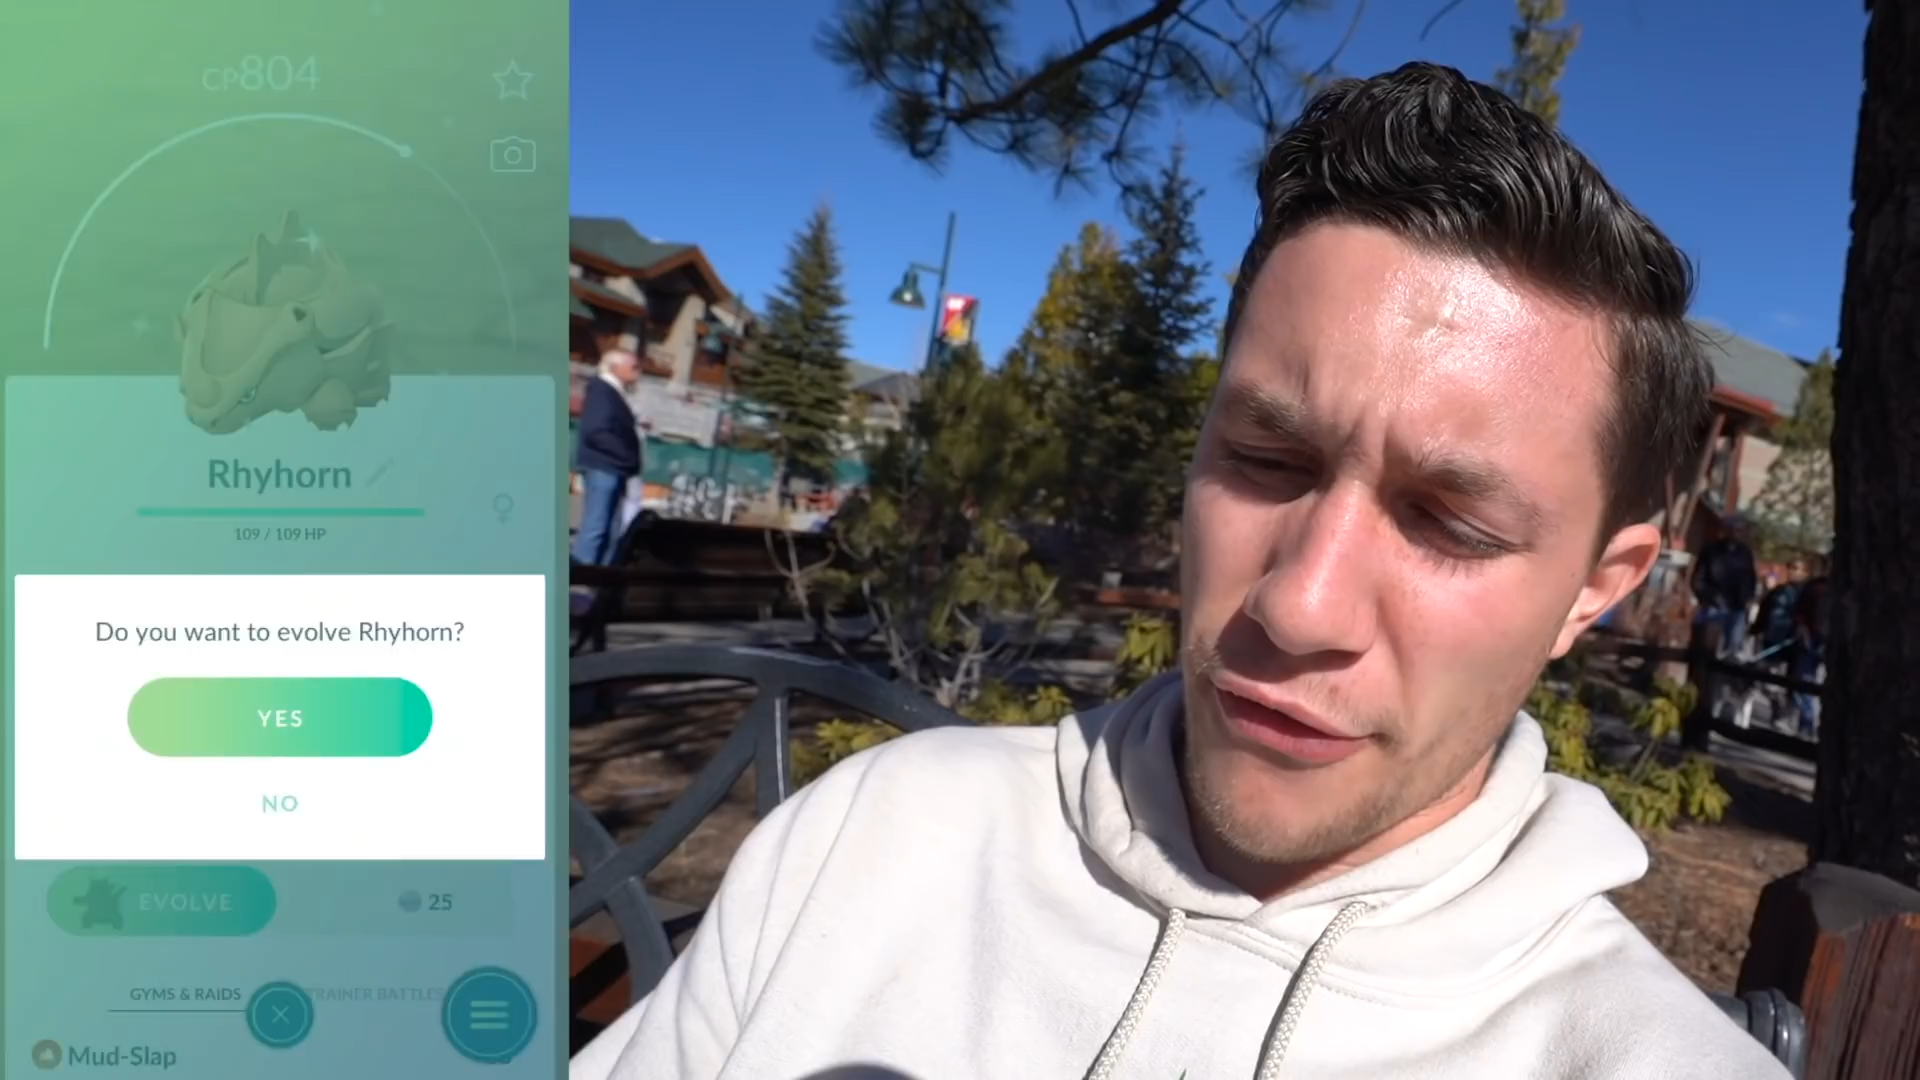 CP804
Rhyhorn
109 / 109 HP
Do you want to evolve Rhyhorn?
YES
NO
EVOLVE
25
GYMS & RAIDS
TRAINER BATTLES
Mud-Slap